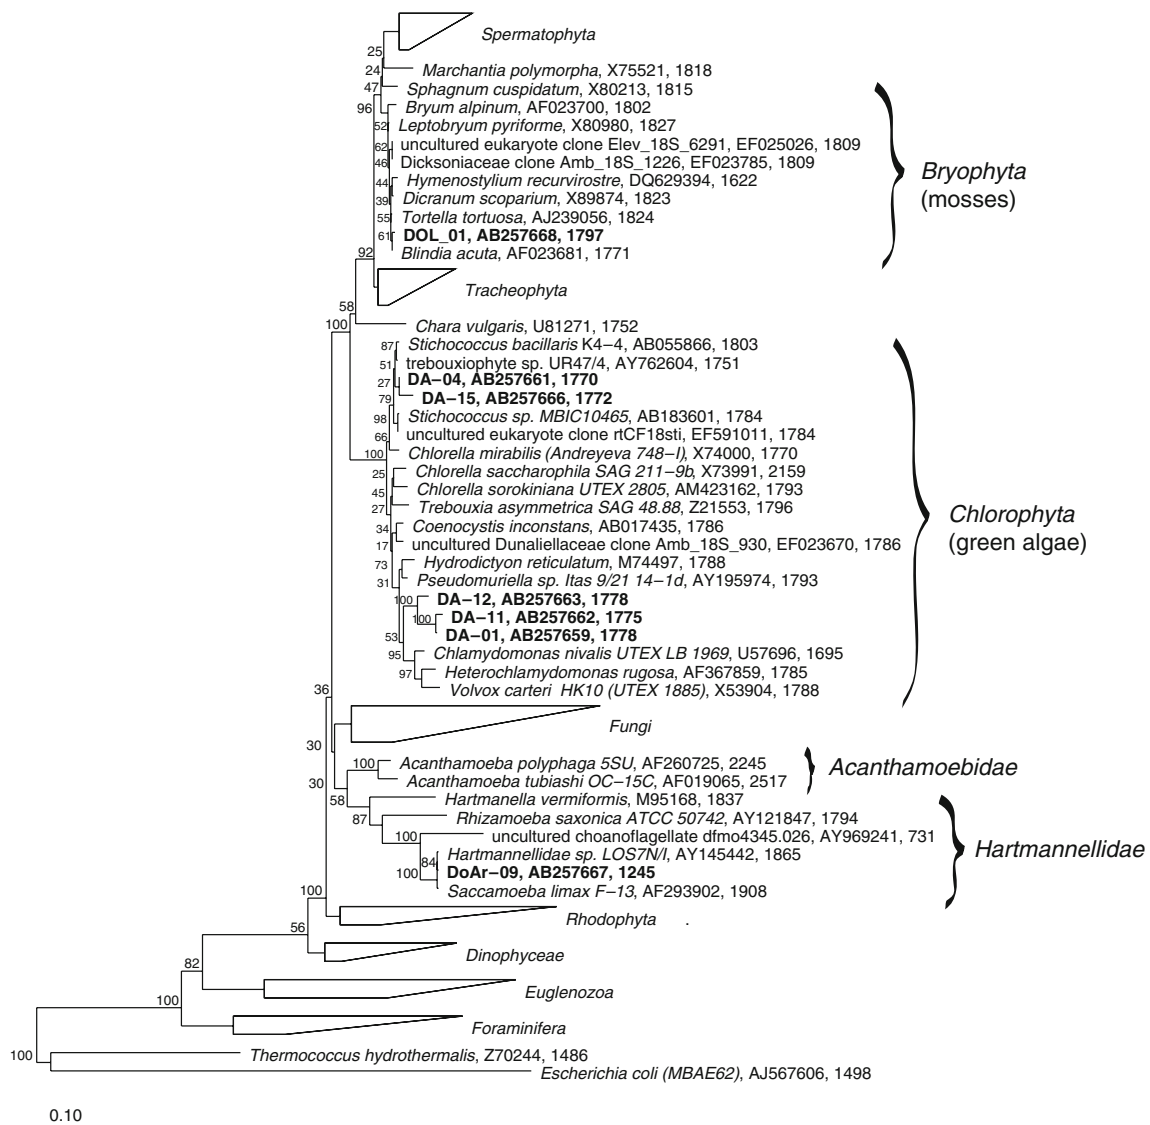 Spermatophyta
25
24
Marchantia polymorpha, X75521, 1818
47
Sphagnum cuspidatum, X80213, 1815
96
Bryum alpinum, AF023700, 1802
52
Leptobryum pyriforme, X80980, 1827
62
uncultured eukaryote clone Elev_18S_6291, EF025026, 1809
46
Dicksoniaceae clone Amb_18S_1226, EF023785, 1809
44
Hymenostylium recurvirostre, DQ629394, 1622
39
Dicranum scoparium, X89874, 1823
55
Tortella tortuosa, AJ239056, 1824
61
DOL_01, AB257668, 1797
Blindia acuta, AF023681, 1771
Bryophyta
(mosses)
92
Tracheophyta
58
100
Chara vulgaris, U81271, 1752
87
Stichococcus bacillaris K4−4, AB055866, 1803
51
trebouxiophyte sp. UR47/4, AY762604, 1751
27
DA−04, AB257661, 1770
79
DA−15, AB257666, 1772
98
Stichococcus sp. MBIC10465, AB183601, 1784
66
uncultured eukaryote clone rtCF18sti, EF591011, 1784
100
Chlorella mirabilis (Andreyeva 748−I), X74000, 1770
25
Chlorella saccharophila SAG 211−9b, X73991, 2159
45
Chlorella sorokiniana UTEX 2805, AM423162, 1793
27
Trebouxia asymmetrica SAG 48.88, Z21553, 1796
34
Coenocystis inconstans, AB017435, 1786
17
uncultured Dunaliellaceae clone Amb_18S_930, EF023670, 1786
73
Hydrodictyon reticulatum, M74497, 1788
31
Pseudomuriella sp. Itas 9/21 14−1d, AY195974, 1793
100
DA−12, AB257663, 1778
100
DA−11, AB257662, 1775
53
DA−01, AB257659, 1778
95
Chlamydomonas nivalis UTEX LB 1969, U57696, 1695
97
Heterochlamydomonas rugosa, AF367859, 1785
Volvox carteri HK10 (UTEX 1885), X53904, 1788
Chlorophyta
(green algae)
36
Fungi
30
30
100
Acanthamoeba polyphaga 5SU, AF260725, 2245
Acanthamoeba tubiashi OC−15C, AF019065, 2517
Acanthamoebidae
58
Hartmanella vermiformis, M95168, 1837
87
Rhizamoeba saxonica ATCC 50742, AY121847, 1794
100
uncultured choanoflagellate dfmo4345.026, AY969241, 731
84
Hartmannellidae sp. LOS7N/I, AY145442, 1865
100
DoAr−09, AB257667, 1245
Saccamoeba limax F−13, AF293902, 1908
Hartmannellidae
100
Rhodophyta
.
56
Dinophyceae
82
Euglenozoa
100
Foraminifera
100
Thermococcus hydrothermalis, Z70244, 1486
Escherichia coli (MBAE62), AJ567606, 1498
0.10